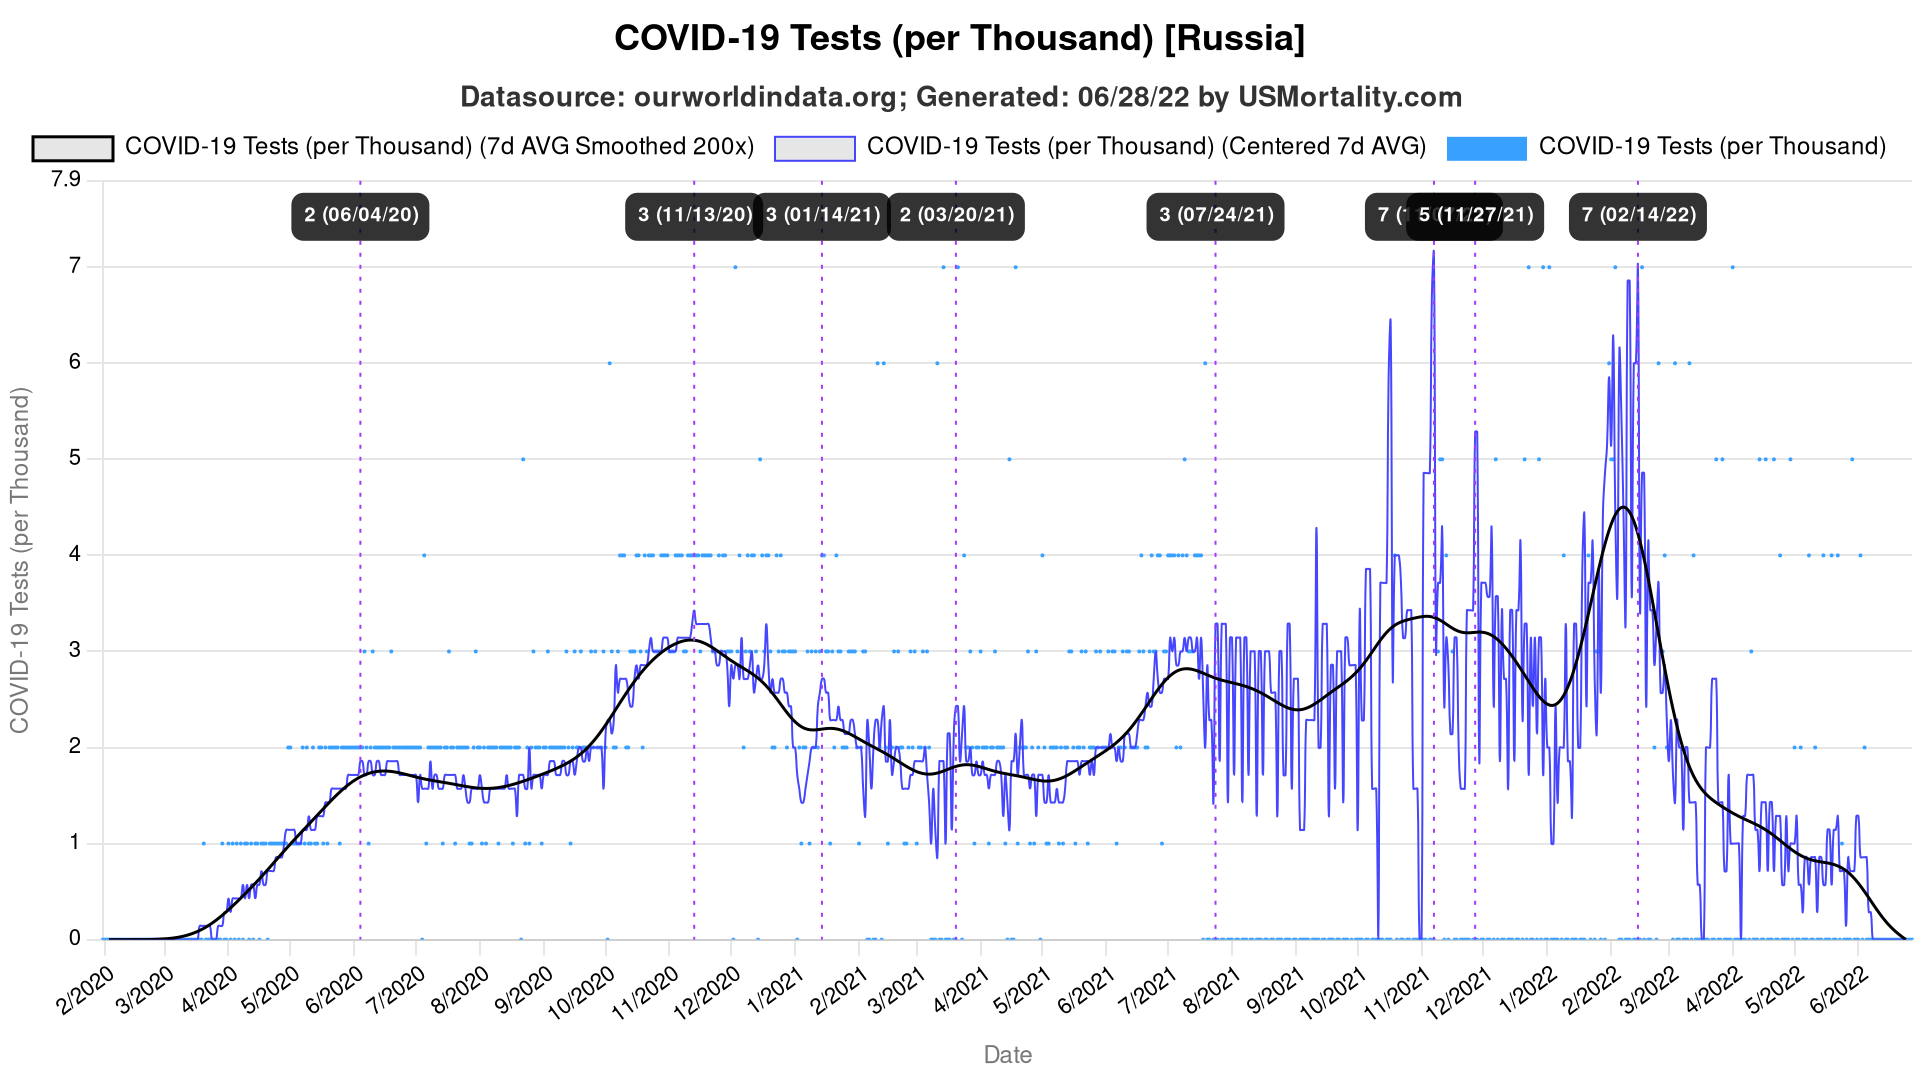 COVID-19 Tests (per Thousand) [Russia]
Datasource: ourworldindata.org; Generated: 06/28/22 by USMortality.com
COVID-19 Tests (per Thousand) (7d AVG Smoothed 200x) COVID-19 Tests (per Thousand) (Centered 7d AVG) COVID-19 Tests (per Thousand)
7.9
2 (06/04/20) 3 (11/13/20) 3 (01/14/21) 2 (03/20/21) 3 (07/24/21) 7 ( 5 (11/27/21) 7 (02/14/22)
7
6
5
4
3
2
1
0
COVID-19 Tests (per Thousand)
2/2020 3/2020 4/2020 5/2020 6/2020 7/2020 8/2020 9/2020 10/2020 11/2020 12/2020 1/2021 2/2021 3/2021 4/2021 5/2021 6/2021 7/2021 8/2021 9/2021 10/2021 11/2021 12/2021 1/2022 2/2022 3/2022 4/2022 5/2022 6/2022
Date